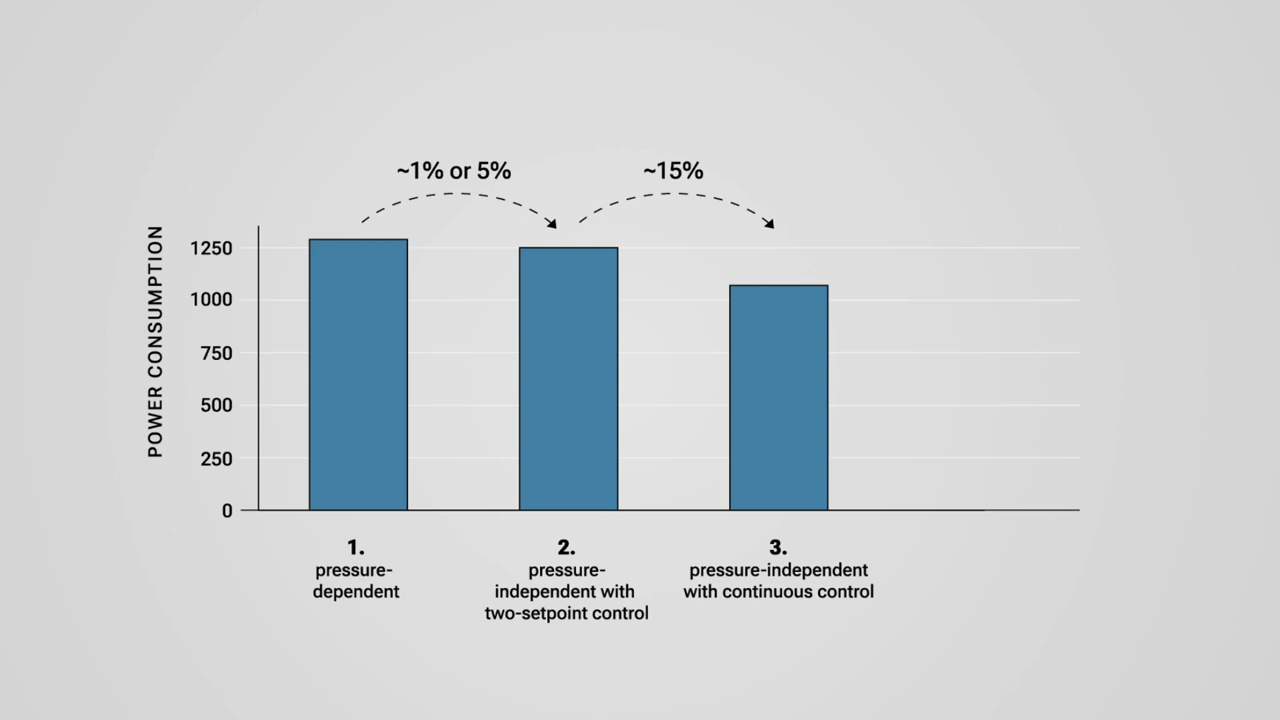 ~1% or 5%
~15%
POWER CONSUMPTION
1250
1000
750
500
250
0
1.
pressure-
dependent
2.
pressure-
independent with
two-setpoint control
3.
pressure-independent
with continuous control